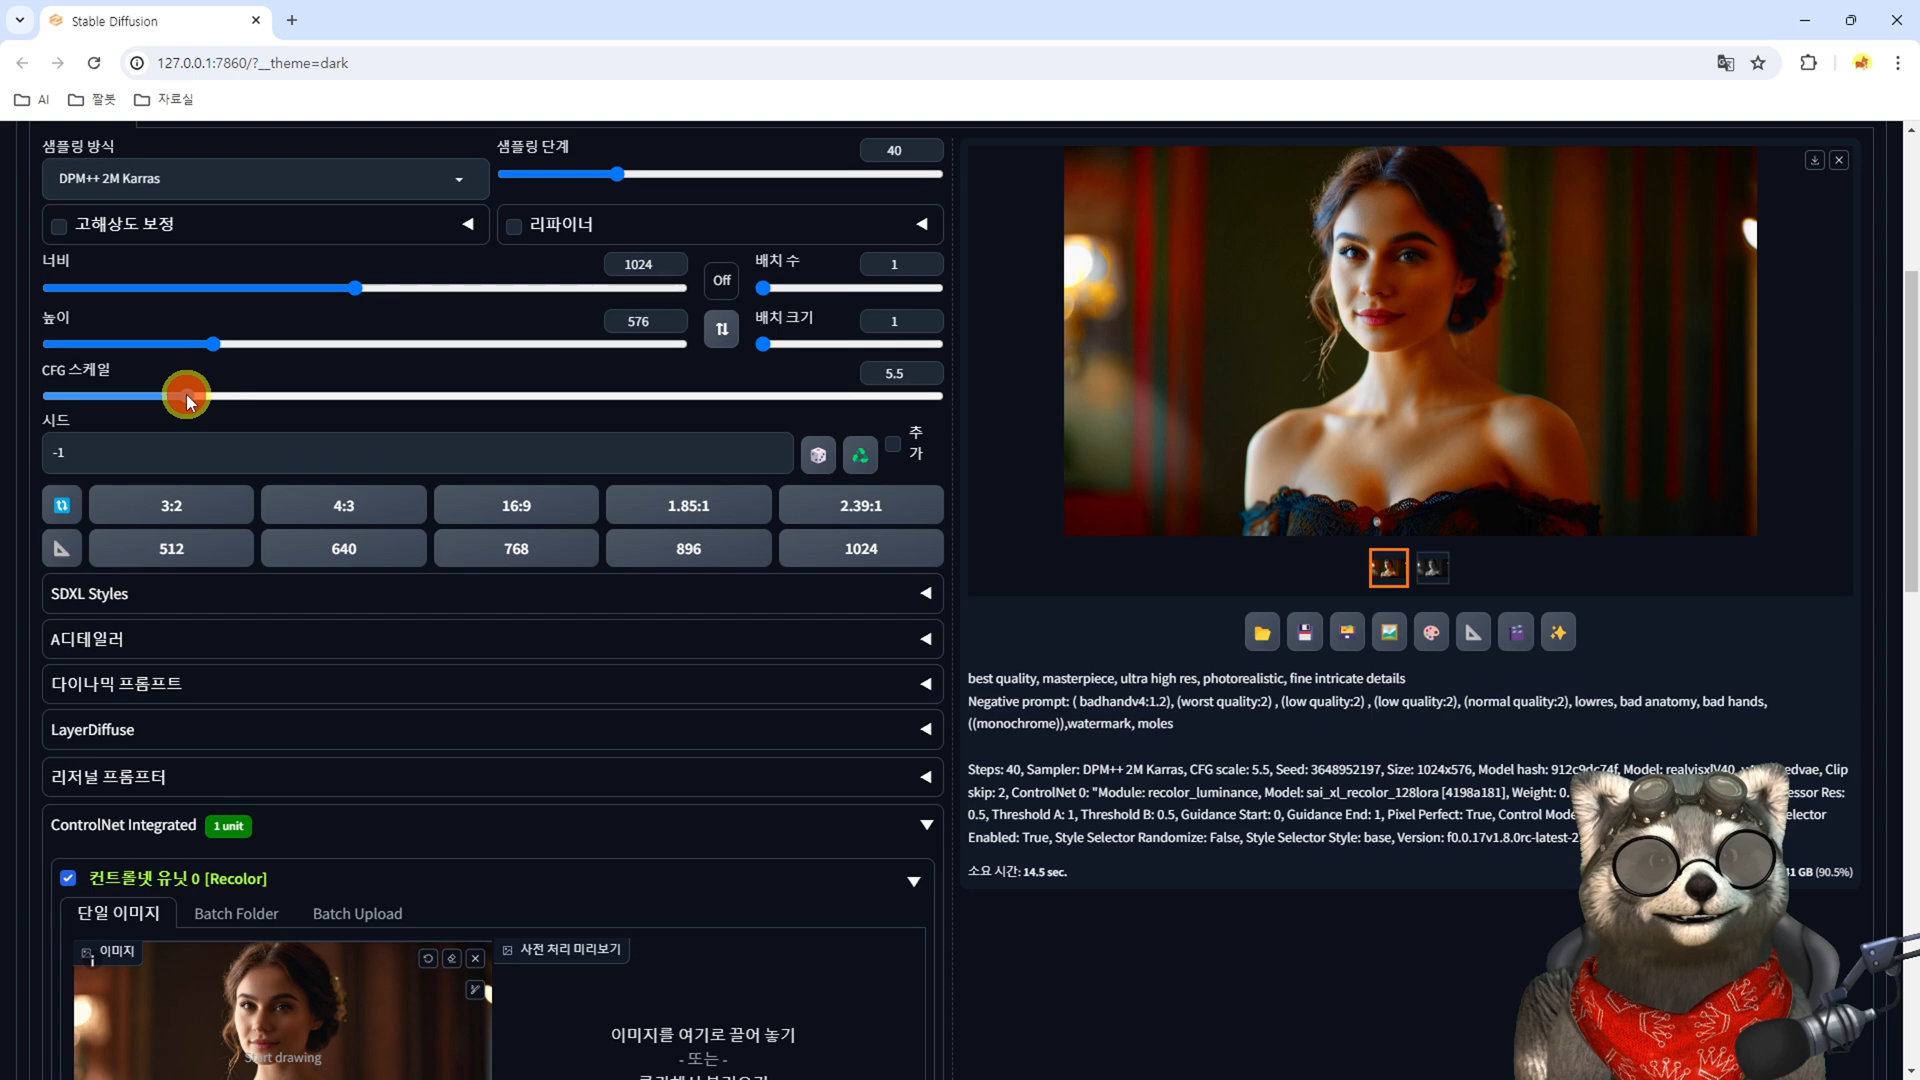 Stable Diffusion
127.0.0.1:7860/?__theme=dark
AI
짤봇
자료실
샘플링 방식
DPM++ 2M Karras
샘플링 단계
40
고해상도 보정
리파이너
너비
1024
Off
배치 수
1
높이
576
배치 크기
1
CFG 스케일
5.5
시드
-1
추
가
3:2
4:3
16:9
1.85:1
2.39:1
512
640
768
896
1024
SDXL Styles
A디테일러
다이나믹 프롬프트
LayerDiffuse
리저널 프롬프터
ControlNet Integrated
1 unit
컨트롤넷 유닛 0 [Recolor]
단일 이미지
Batch Folder
Batch Upload
이미지
Start drawing
사전 처리 미리보기
이미지를 여기로 끌어 놓기
- 또는 -
best quality, masterpiece, ultra high res, photorealistic, fine intricate details
Negative prompt: ( badhandv4:1.2), (worst quality:2) , (low quality:2) , (low quality:2), (normal quality:2), lowres, bad anatomy, bad hands,
((monochrome)),watermark, moles
Steps: 40, Sampler: DPM++ 2M Karras, CFG scale: 5.5, Seed: 3648952197, Size: 1024x576, Model hash: 912c9dc74f, Model: edvae, Clip
skip: 2, ControlNet 0: "Module: recolor_luminance, Model: sai_xl_recolor_128lora [4198a181], Weight: 0. essor Res:
0.5, Threshold A: 1, Threshold B: 0.5, Guidance Start: 0, Guidance End: 1, Pixel Perfect: True, Control Mode elector
Enabled: True, Style Selector Randomize: False, Style Selector Style: base, Version: f0.0.17v1.8.0rc-latest-2
소요 시간: 14.5 sec.
GB (90.5%)